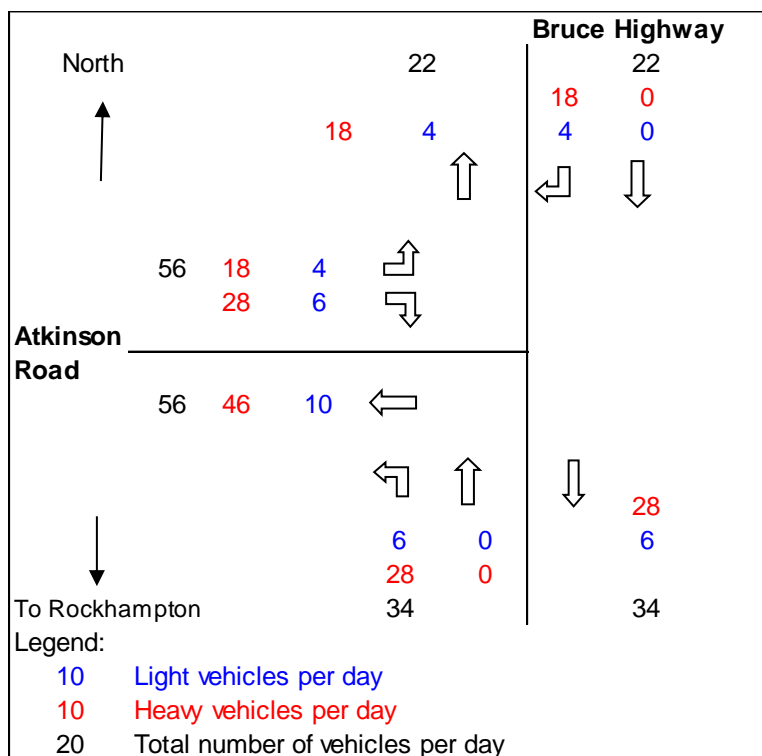 Bruce Highway
North 22 22
18 0
18 4 4 0
56 18 4
28 6
Atkinson
Road
56 46 10
28
6 0 6
28 0
To Rockhampton 34 34
Legend:
10 Light vehicles per day
10 Heavy vehicles per day
20 Total number of vehicles per day